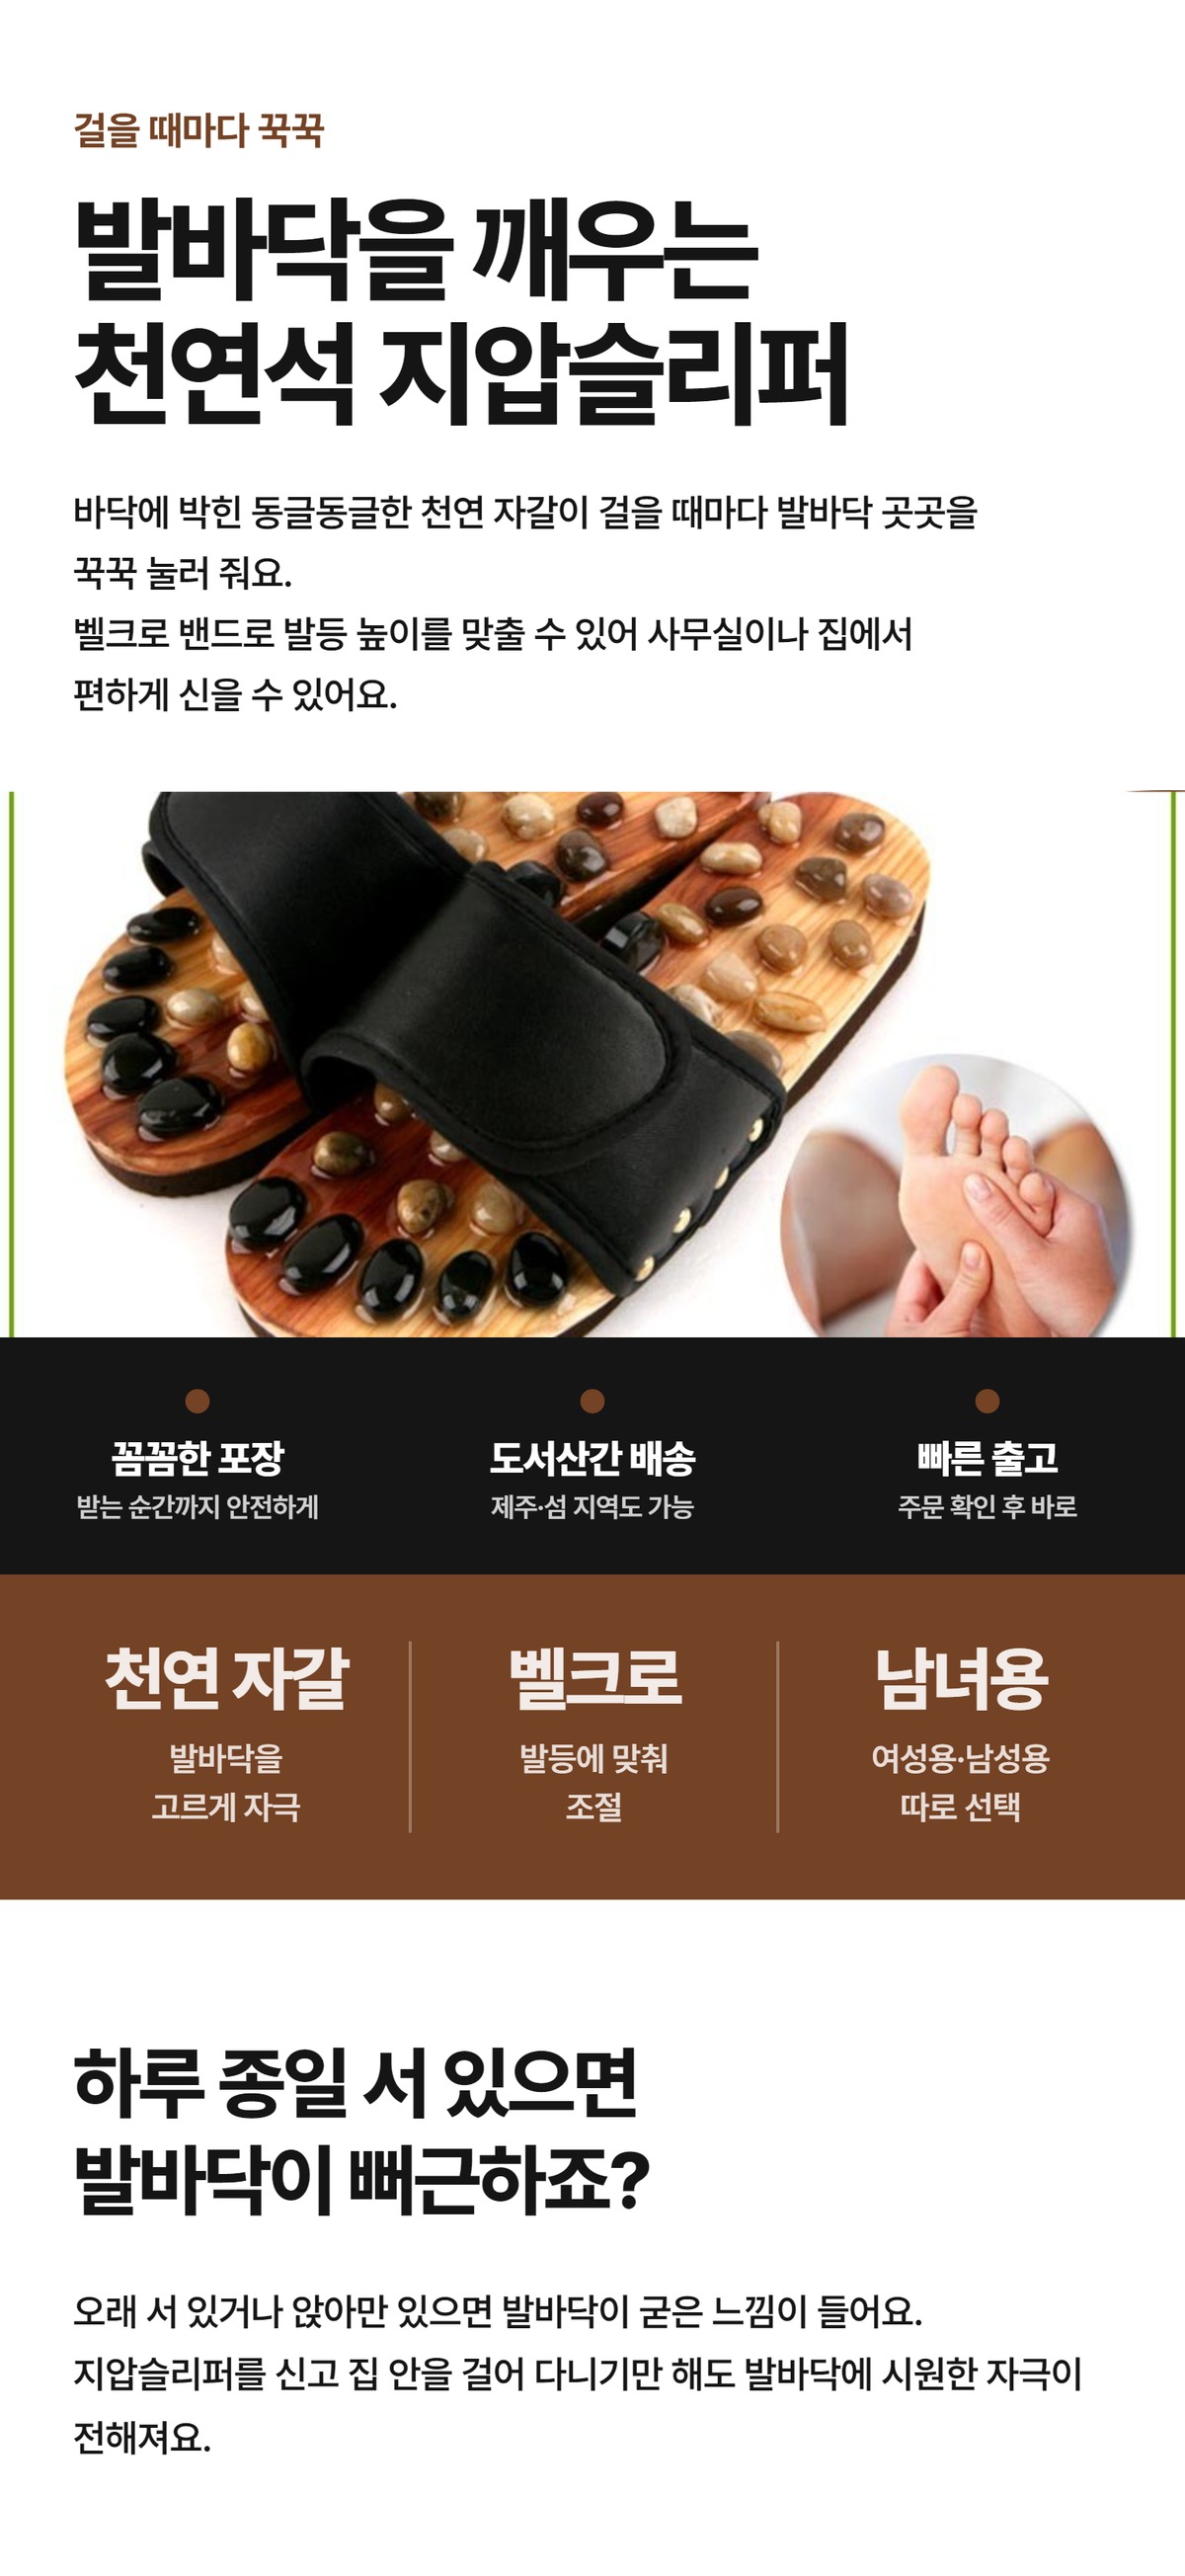 걸을 때마다 꾹꾹
발바닥을 깨우는
천연석 지압슬리퍼
바닥에 박힌 동글동글한 천연 자갈이 걸을 때마다 발바닥 곳곳을
꾹꾹 눌러 줘요.
벨크로 밴드로 발등 높이를 맞출 수 있어 사무실이나 집에서
편하게 신을 수 있어요.
꼼꼼한 포장
받는 순간까지 안전하게
도서산간 배송
제주·섬 지역도 가능
빠른 출고
주문 확인 후 바로
천연 자갈
발바닥을
고르게 자극
벨크로
발등에 맞춰
조절
남녀용
여성용·남성용
따로 선택
하루 종일 서 있으면
발바닥이 뻐근하죠?
오래 서 있거나 앉아만 있으면 발바닥이 굳은 느낌이 들어요.
지압슬리퍼를 신고 집 안을 걸어 다니기만 해도 발바닥에 시원한 자극이
전해져요.